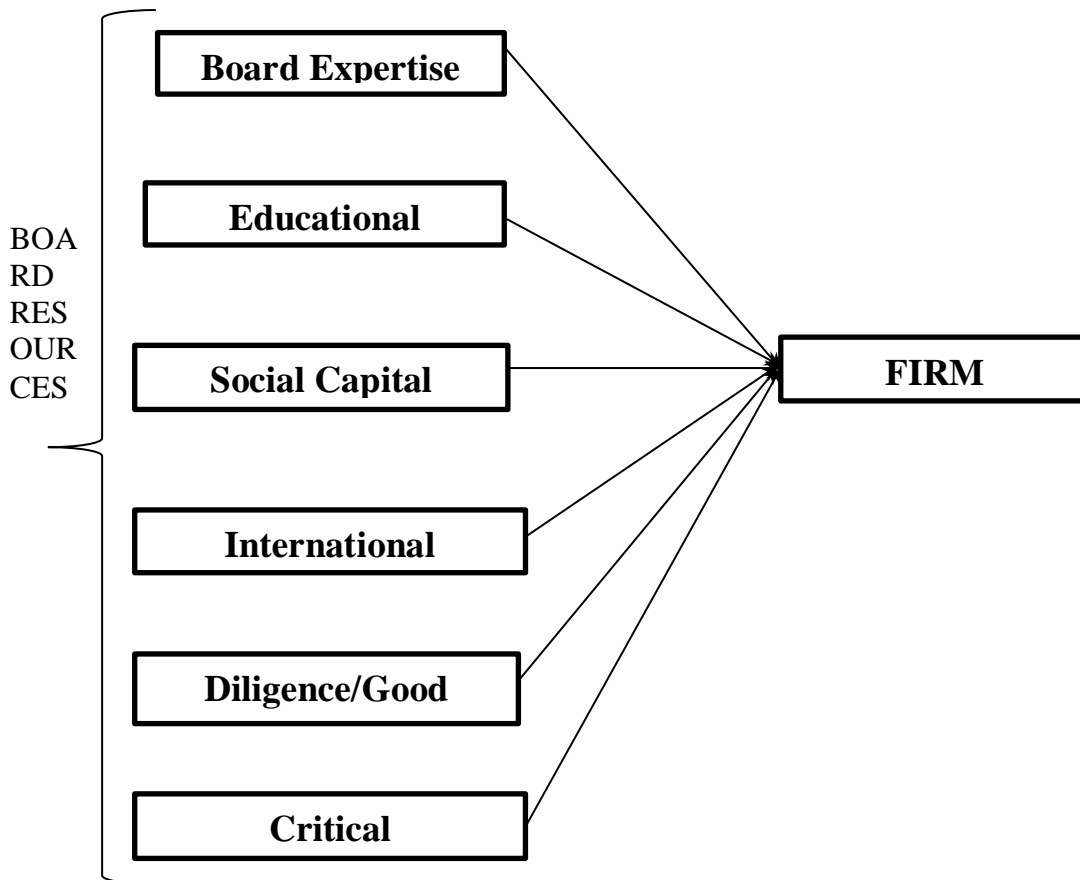 Board Expertise
Educational
BOA
RD
RES
OUR
CES
Social Capital
FIRM
International
Diligence/Good
Critical